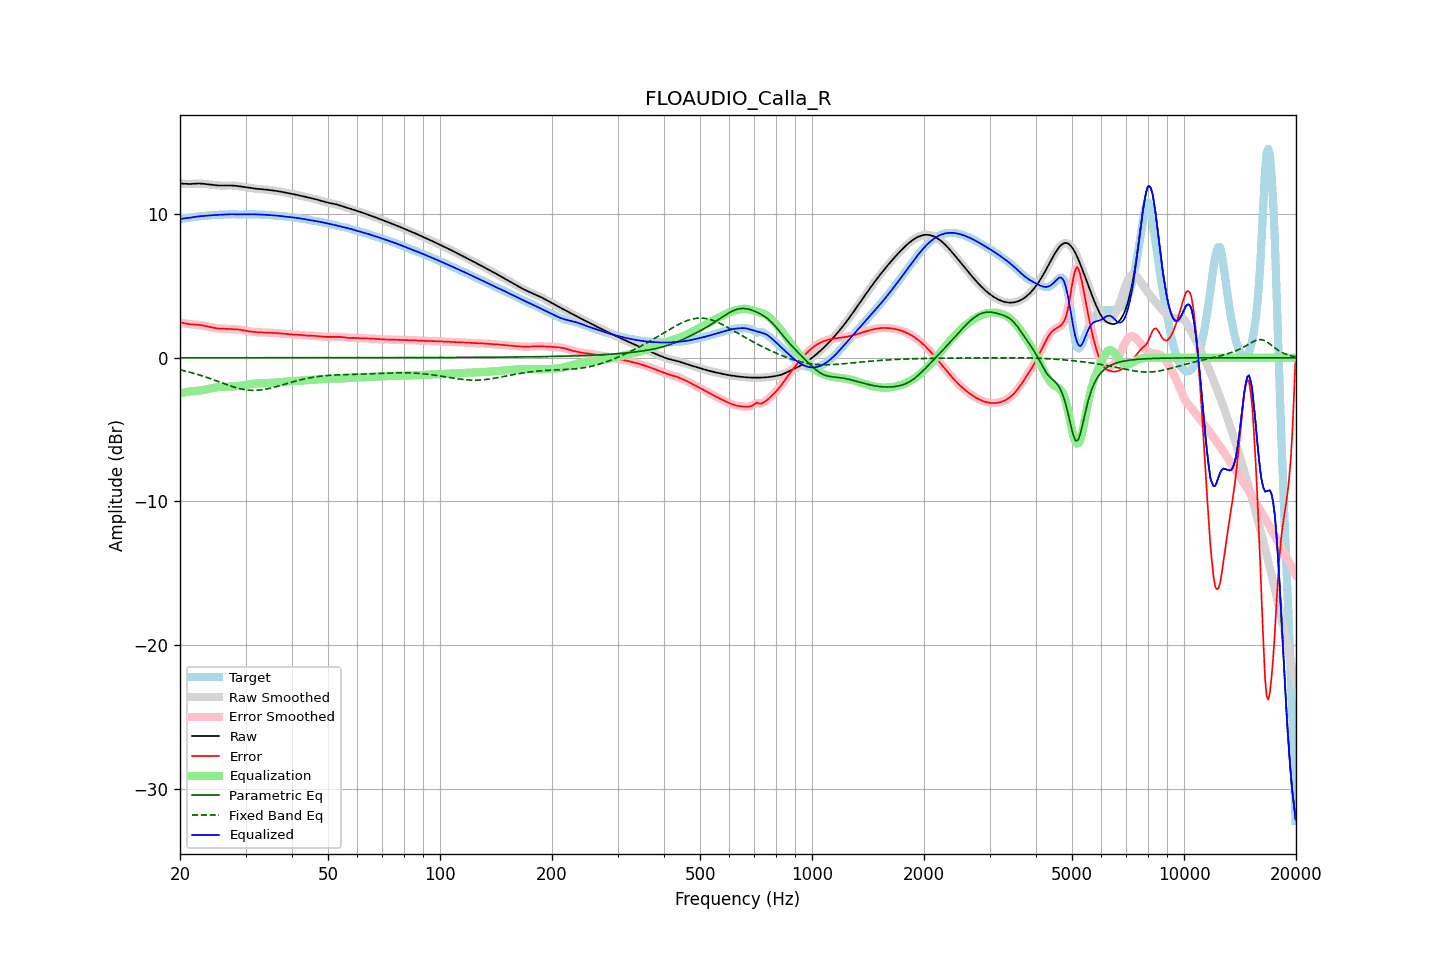 FLOAUDIO_Calla_R
10
0
−10
−20
−30
Amplitude (dBr)
Target
Raw Smoothed
Error Smoothed
Raw
Error
Equalization
Parametric Eq
Fixed Band Eq
Equalized
20 50 100 200 500 1000 2000 5000 10000 20000
Frequency (Hz)